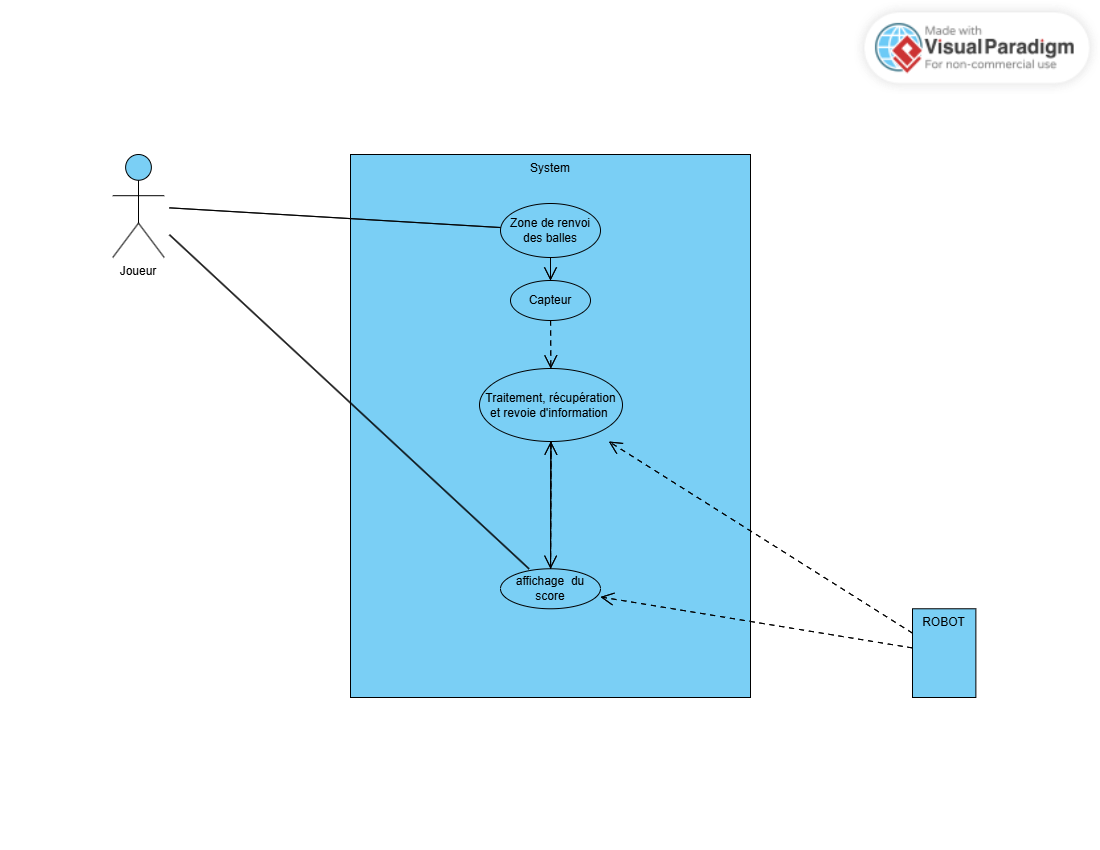 Made with
Visual Paradigm
For non-commercial use
System
Zone de renvoi
des balles
Joueur
Capteur
Traitement, récupération
et revoie d'information
affichage du
score
ROBOT